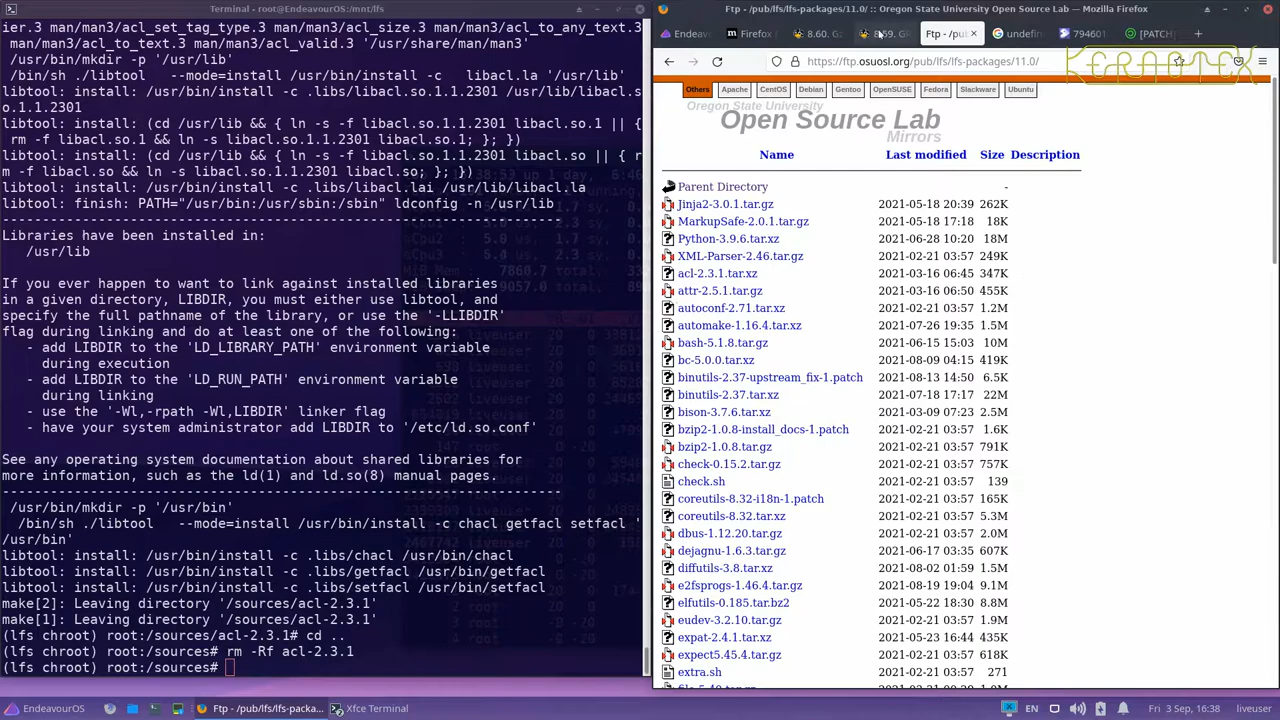 Terminal - root@EndeavourOS:/mnt/lfs
ier.3 man/man3/acl_set_tag_type.3 man/man3/acl_size.3 man/man3/acl_to_any_text.3
 man/man3/acl_to_text.3 man/man3/acl_valid.3 '/usr/share/man/man3'
 /usr/bin/mkdir -p '/usr/lib'
 /bin/sh ./libtool   --mode=install /usr/bin/install -c   libacl.la '/usr/lib'
libtool: install: /usr/bin/install -c .libs/libacl.so.1.1.2301 /usr/lib/libacl.s
o.1.1.2301
libtool: install: (cd /usr/lib && { ln -s -f libacl.so.1.1.2301 libacl.so.1 || {
 rm -f libacl.so.1 && ln -s libacl.so.1.1.2301 libacl.so.1; }; })
libtool: install: (cd /usr/lib && { ln -s -f libacl.so.1.1.2301 libacl.so || { r
m -f libacl.so && ln -s libacl.so.1.1.2301 libacl.so; }; })
libtool: install: /usr/bin/install -c .libs/libacl.lai /usr/lib/libacl.la
libtool: finish: PATH="/usr/bin:/usr/sbin:/sbin" ldconfig -n /usr/lib
----------------------------------------------------------------------
Libraries have been installed in:
   /usr/lib
If you ever happen to want to link against installed libraries
in a given directory, LIBDIR, you must either use libtool, and
specify the full pathname of the library, or use the '-LLIBDIR'
flag during linking and do at least one of the following:
   - add LIBDIR to the 'LD_LIBRARY_PATH' environment variable
     during execution
   - add LIBDIR to the 'LD_RUN_PATH' environment variable
     during linking
   - use the '-Wl,-rpath -Wl,LIBDIR' linker flag
   - have your system administrator add LIBDIR to '/etc/ld.so.conf'
See any operating system documentation about shared libraries for
more information, such as the ld(1) and ld.so(8) manual pages.
----------------------------------------------------------------------
 /usr/bin/mkdir -p '/usr/bin'
  /bin/sh ./libtool   --mode=install /usr/bin/install -c chacl getfacl setfacl '
/usr/bin'
libtool: install: /usr/bin/install -c .libs/chacl /usr/bin/chacl
libtool: install: /usr/bin/install -c .libs/getfacl /usr/bin/getfacl
libtool: install: /usr/bin/install -c .libs/setfacl /usr/bin/setfacl
make[2]: Leaving directory '/sources/acl-2.3.1'
make[1]: Leaving directory '/sources/acl-2.3.1'
(lfs chroot) root:/sources/acl-2.3.1# cd ..
(lfs chroot) root:/sources# rm -Rf acl-2.3.1
(lfs chroot) root:/sources#
Ftp - /pub/lfs/lfs-packages/11.0/ :: Oregon State University Open Source Lab — Mozilla Firefox
Endeavo
Firefox
8.60. Gz
8.59. GR
Ftp - /pu
undefin
794601
[PATCH]
https://ftp.osuosl.org/pub/lfs/lfs-packages/11.0/
KERNOTEX
Others Apache CentOS Debian Gentoo OpenSUSE Fedora Slackware Ubuntu
Oregon State University
Open Source Lab
Mirrors
Name Last modified Size Description
Parent Directory -
Jinja2-3.0.1.tar.gz 2021-05-18 20:39 262K
MarkupSafe-2.0.1.tar.gz 2021-05-18 17:18 18K
Python-3.9.6.tar.xz 2021-06-28 10:20 18M
XML-Parser-2.46.tar.gz 2021-02-21 03:57 249K
acl-2.3.1.tar.xz 2021-03-16 06:45 347K
attr-2.5.1.tar.gz 2021-03-16 06:50 455K
autoconf-2.71.tar.xz 2021-02-21 03:57 1.2M
automake-1.16.4.tar.xz 2021-07-26 19:35 1.5M
bash-5.1.8.tar.gz 2021-06-15 15:03 10M
bc-5.0.0.tar.xz 2021-08-09 04:15 419K
binutils-2.37-upstream_fix-1.patch 2021-08-13 14:50 6.5K
binutils-2.37.tar.xz 2021-07-18 17:17 22M
bison-3.7.6.tar.xz 2021-03-09 07:23 2.5M
bzip2-1.0.8-install_docs-1.patch 2021-02-21 03:57 1.6K
bzip2-1.0.8.tar.gz 2021-02-21 03:57 791K
check-0.15.2.tar.gz 2021-02-21 03:57 757K
check.sh 2021-02-21 03:57 139
coreutils-8.32-i18n-1.patch 2021-02-21 03:57 165K
coreutils-8.32.tar.xz 2021-02-21 03:57 5.3M
dbus-1.12.20.tar.gz 2021-02-21 03:57 2.0M
dejagnu-1.6.3.tar.gz 2021-06-17 03:35 607K
diffutils-3.8.tar.xz 2021-08-02 01:59 1.5M
e2fsprogs-1.46.4.tar.gz 2021-08-19 19:04 9.1M
elfutils-0.185.tar.bz2 2021-05-22 18:30 8.8M
eudev-3.2.10.tar.gz 2021-02-21 03:57 1.9M
expat-2.4.1.tar.xz 2021-05-23 16:44 435K
expect5.45.4.tar.gz 2021-02-21 03:57 618K
extra.sh 2021-02-21 03:57 271
EndeavourOS
Ftp - /pub/lfs/lfs-packa...
Xfce Terminal
EN
Fri 3 Sep, 16:38
liveuser